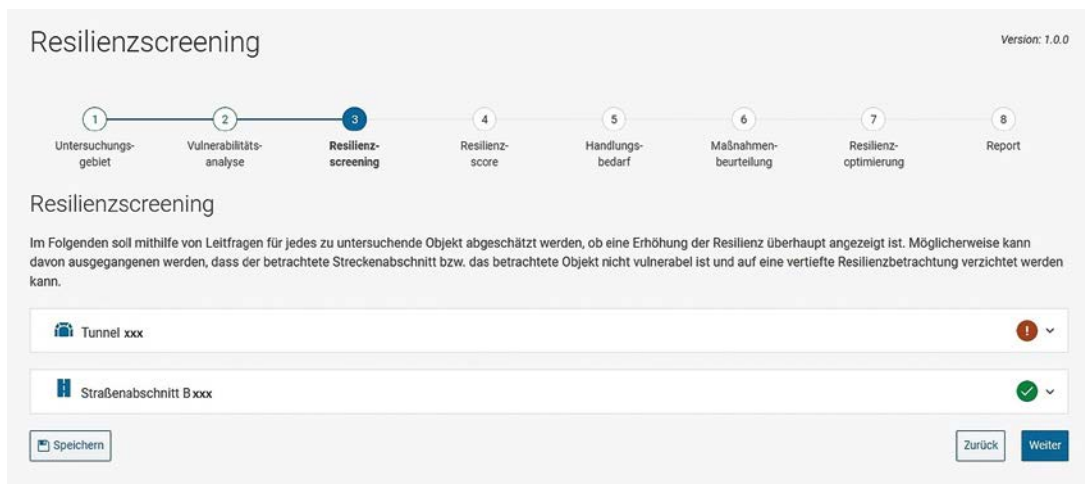 Resilienzscreening
Version: 1.0.0
1
2
3
4
5
6
7
8
Untersuchungs-
gebiet
Vulnerabilitäts-
analyse
Resilienz-
screening
Resilienz-
score
Handlungs-
bedarf
Maßnahmen-
beurteilung
Resilienz-
optimierung
Report
Resilienzscreening
Im Folgenden soll mithilfe von Leitfragen für jedes zu untersuchende Objekt abgeschätzt werden, ob eine Erhöhung der Resilienz überhaupt angezeigt ist. Möglicherweise kann
davon ausgegangenen werden, dass der betrachtete Streckenabschnitt bzw. das betrachtete Objekt nicht vulnerabel ist und auf eine vertiefte Resilienzbetrachtung verzichtet werden
kann.
Tunnel xxx
Straßenabschnitt B xxx
Speichern
Zurück
Weiter